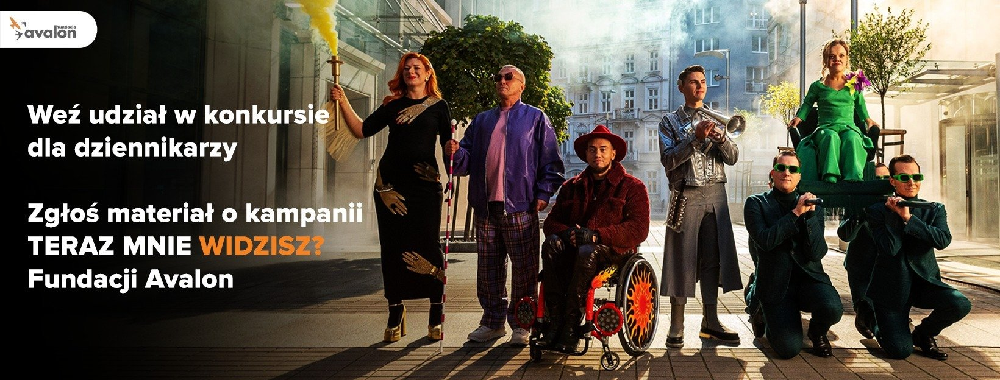 fundacja
avalon
Weź udział w konkursie
dla dziennikarzy
Zgłoś materiał o kampanii
TERAZ MNIE WIDZISZ?
Fundacji Avalon